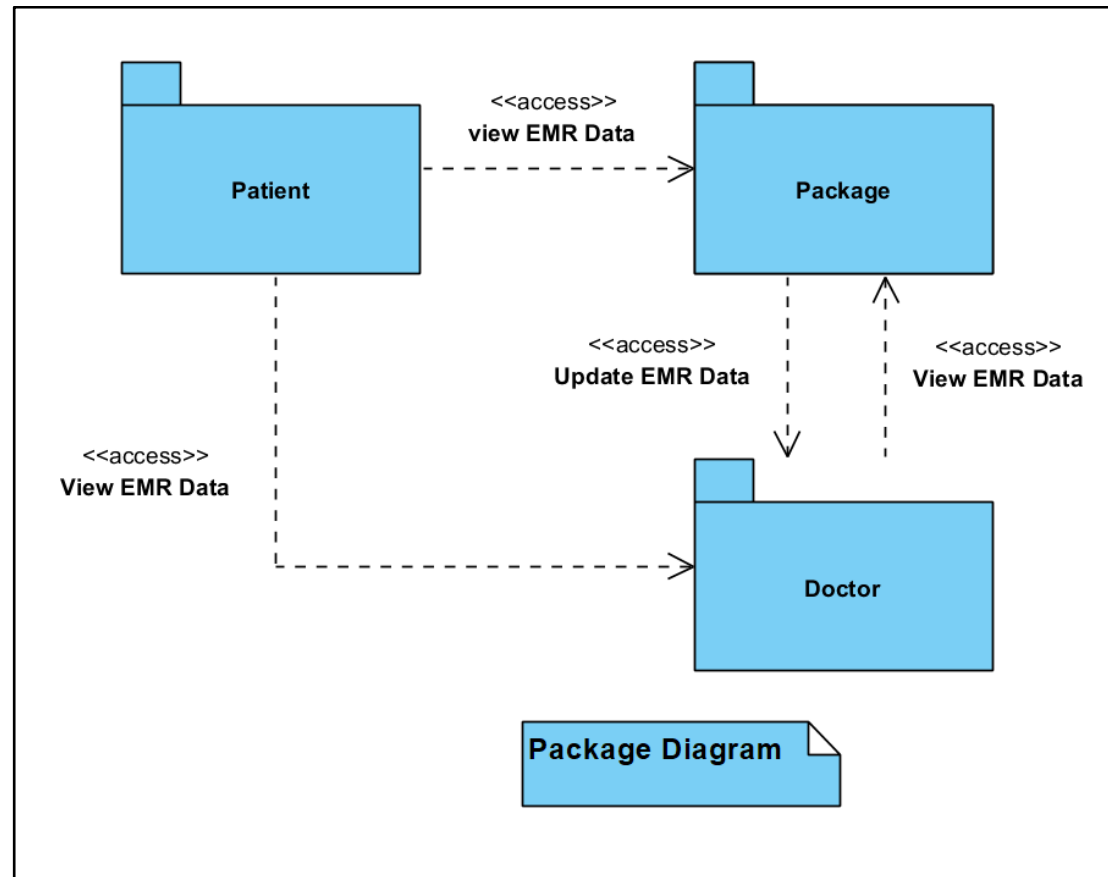 <<access>>
view EMR Data
Patient
Package
<<access>>
Update EMR Data
<<access>>
View EMR Data
<<access>>
View EMR Data
Doctor
Package Diagram